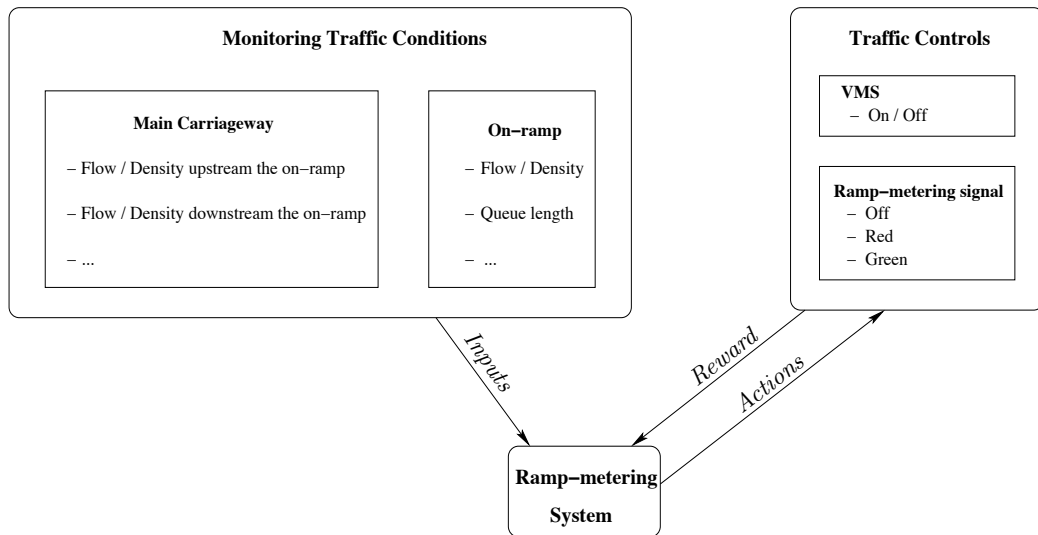 Monitoring Traffic Conditions
Main Carriageway
– Flow / Density upstream the on–ramp
– Flow / Density downstream the on–ramp
– ...
On–ramp
– Flow / Density
– Queue length
– ...
Traffic Controls
VMS
– On / Off
Ramp–metering signal
– Off
– Red
– Green
Inputs
Reward
Actions
Ramp–metering
System